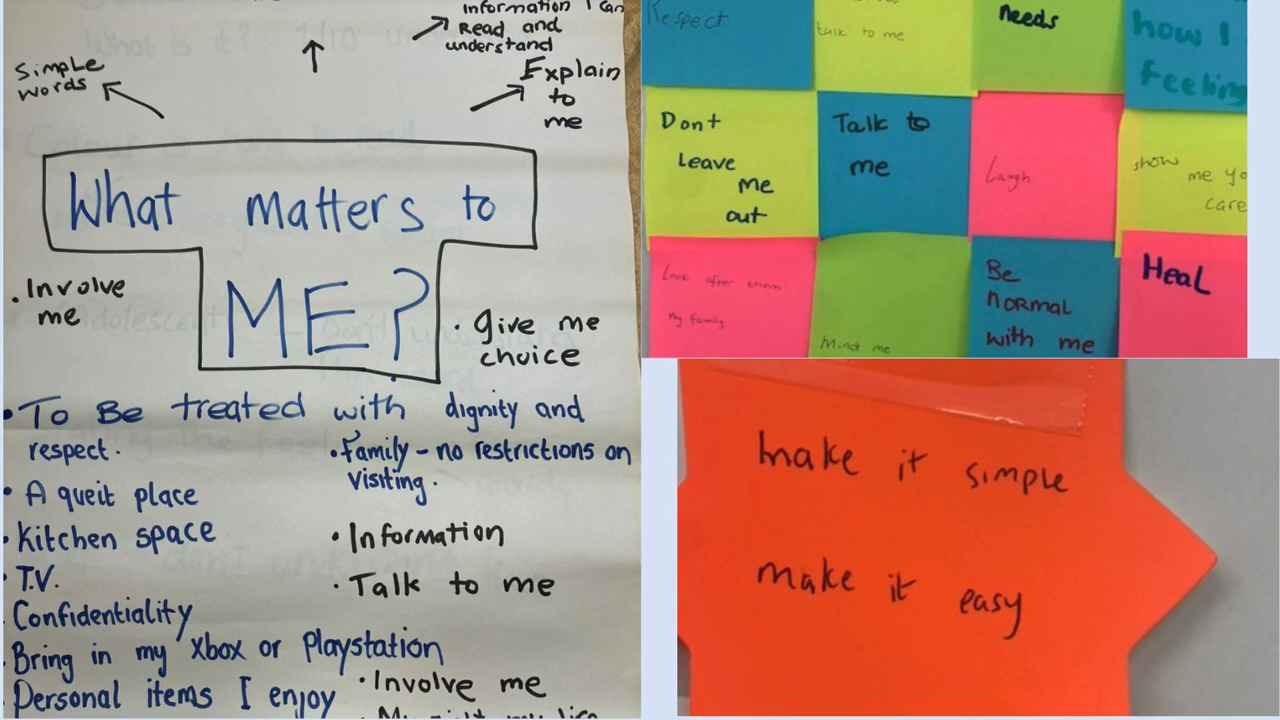 Information I can
Read and
understand
Simple
words
Explain
to
me
What matters to
ME?
. Involve
me
. give me
choice
• To Be treated with dignity and
respect.
• Family - no restrictions on
visiting.
• A queit place
• Kitchen space
• Information
• T.V.
• Talk to me
Confidentiality
. Bring in my Xbox or Playstation
. Personal items I enjoy
• Involve me
Respect
talk to me
needs
how I
feeling
Dont
Leave
me
out
Talk to
me
Laugh
show
me yo
care
Look after them
my family
mind me
Be
normal
with me
Heal
make it simple
make it easy